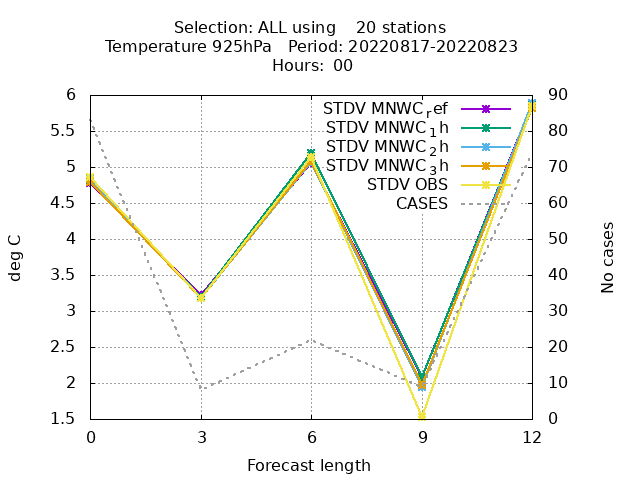 Selection: ALL using    20 stations
Temperature 925hPa   Period: 20220817-20220823
Hours:  00
STDV MNWC_ref
STDV MNWC_1h
STDV MNWC_2h
STDV MNWC_3h
STDV OBS
CASES
deg C
6
5.5
5
4.5
4
3.5
3
2.5
2
1.5
90
80
70
60
50
40
30
20
10
0
No cases
0 3 6 9 12
Forecast length